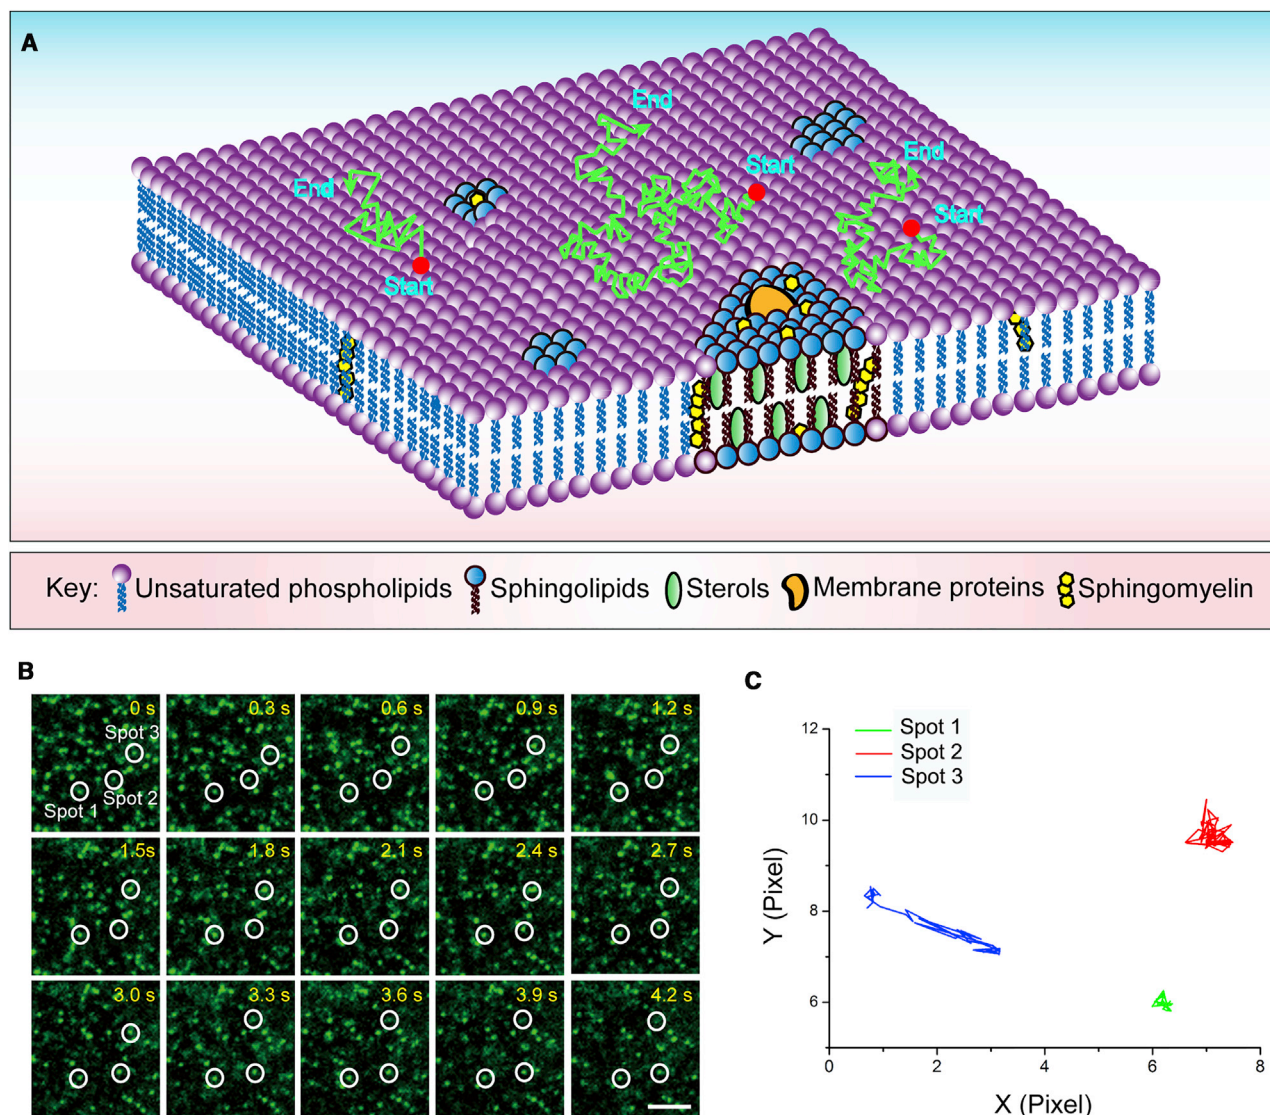 A
End
Start
End
Start
End
Start
Key: Unsaturated phospholipids Sphingolipids Sterols Membrane proteins Sphingomyelin
B
0 s 0.3 s 0.6 s 0.9 s 1.2 s
Spot 3
Spot 2
Spot 1
1.5s 1.8 s 2.1 s 2.4 s 2.7 s
3.0 s 3.3 s 3.6 s 3.9 s 4.2 s
C
Spot 1
Spot 2
Spot 3
12
10
8
6
Y (Pixel)
0 2 4 6 8
X (Pixel)